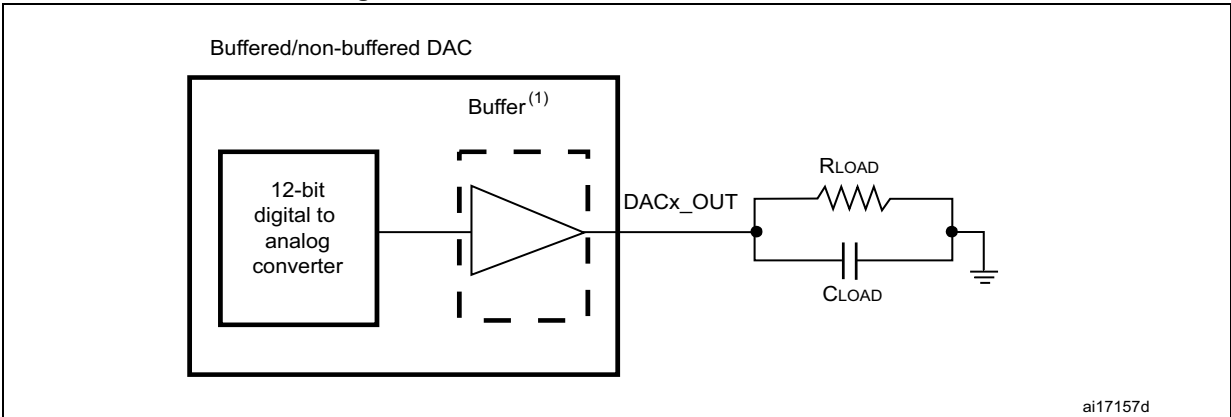 Buffered/non-buffered DAC
Buffer(1)
12-bit
digital to
analog
converter
DACx_OUT
RLOAD
CLOAD
ai17157d